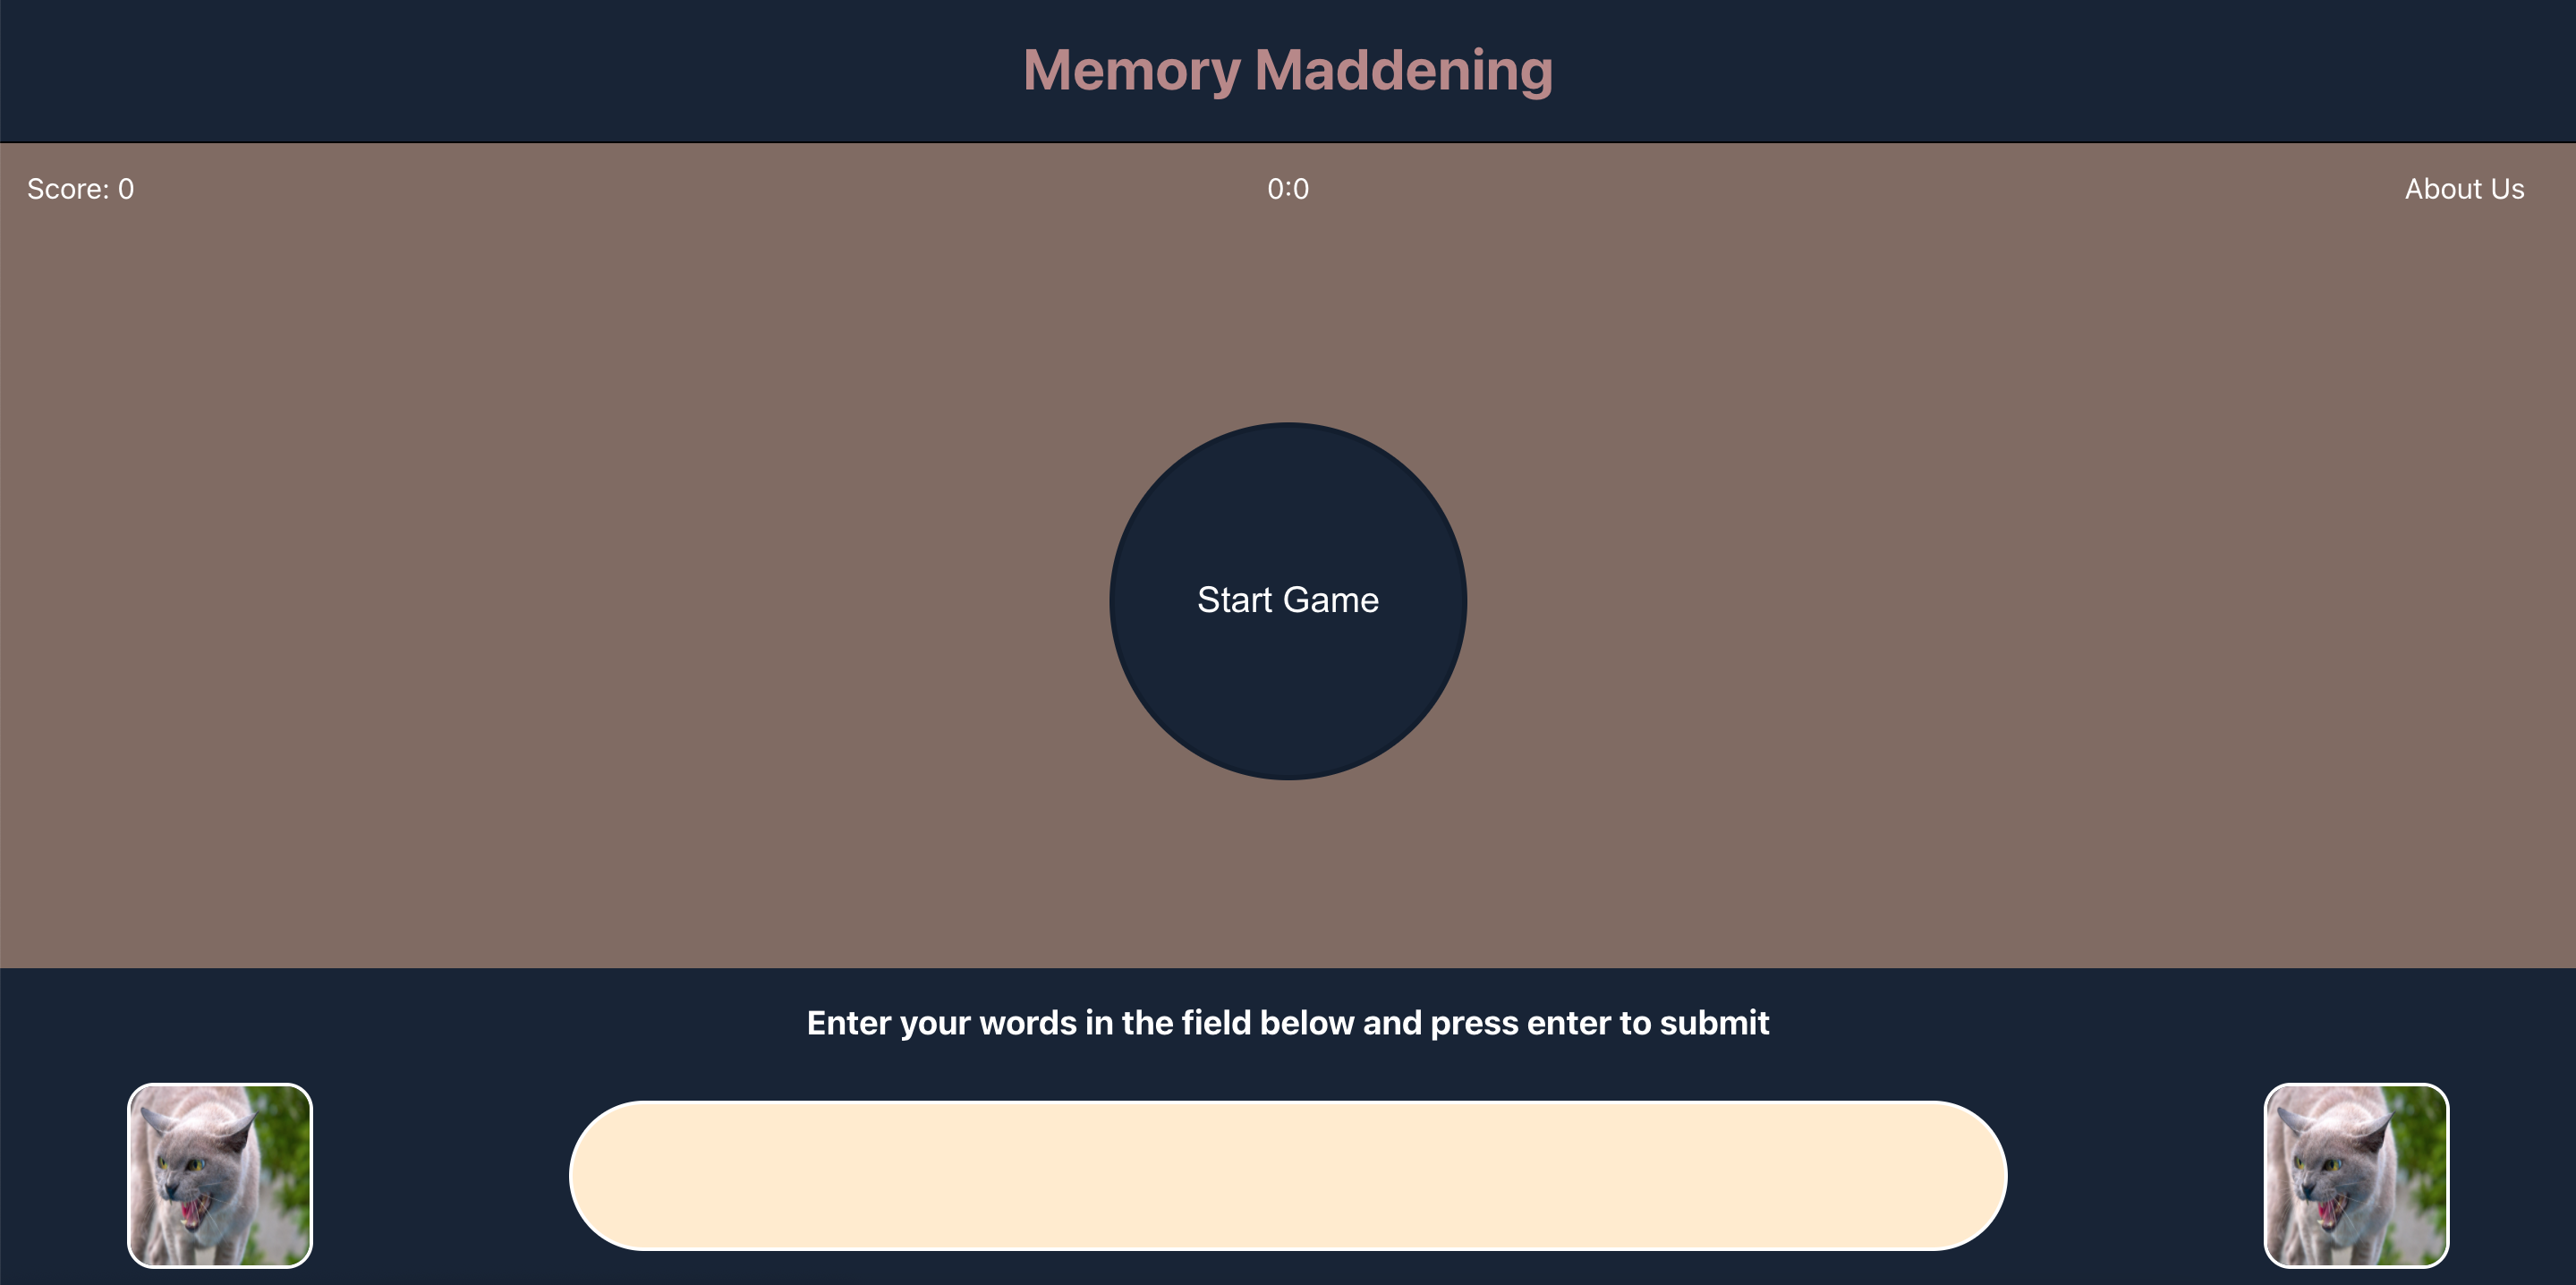 Memory Maddening
Score: 0
0:0
About Us
Start Game
Enter your words in the field below and press enter to submit